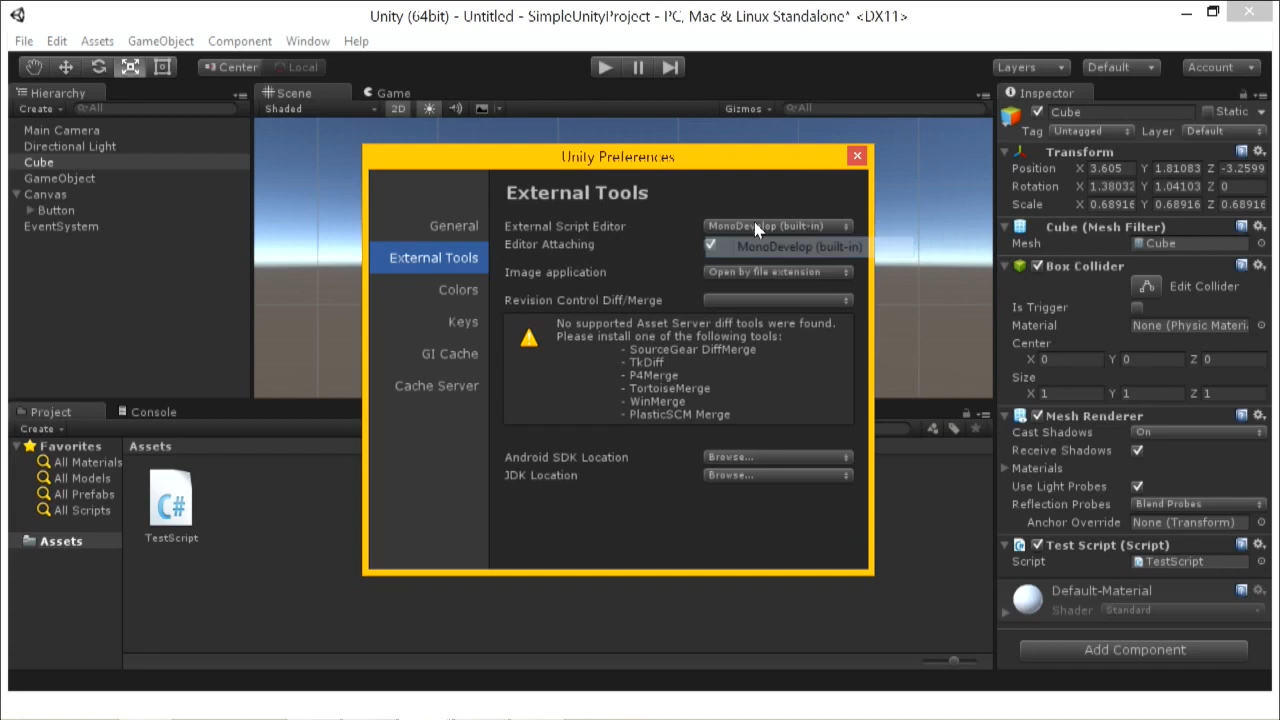 Unity (64bit) - Untitled - SimpleUnityProject - PC, Mac & Linux Standalone* <DX11>
File Edit Assets GameObject Component Window Help
Center Local
Layers Default Account
Hierarchy
Create All
Main Camera
Directional Light
Cube
GameObject
Canvas
Button
EventSystem
Scene Game
Shaded 2D Gizmos All
Unity Preferences
General
External Tools
Colors
Keys
GI Cache
Cache Server
External Tools
External Script Editor MonoDevelop (built-in)
Editor Attaching MonoDevelop (built-in)
Image application Open by file extension
Revision Control Diff/Merge
No supported Asset Server diff tools were found.
Please install one of the following tools:
- SourceGear DiffMerge
- TkDiff
- P4Merge
- TortoiseMerge
- WinMerge
- PlasticSCM Merge
Android SDK Location Browse...
JDK Location Browse...
Project Console
Create
Favorites
All Materials
All Models
All Prefabs
All Scripts
Assets
Assets
C#
TestScript
Inspector
Cube Static
Tag Untagged Layer Default
Transform
Position X 3.605 Y 1.81083 Z -3.2599
Rotation X 1.38032 Y 1.04103 Z 0
Scale X 0.68916 Y 0.68916 Z 0.68916
Cube (Mesh Filter)
Mesh Cube
Box Collider
Edit Collider
Is Trigger
Material None (Physic Materi
Center
X 0 Y 0 Z 0
Size
X 1 Y 1 Z 1
Mesh Renderer
Cast Shadows On
Receive Shadows
Materials
Use Light Probes
Reflection Probes Blend Probes
Anchor Override None (Transform)
Test Script (Script)
Script TestScript
Default-Material
Shader Standard
Add Component